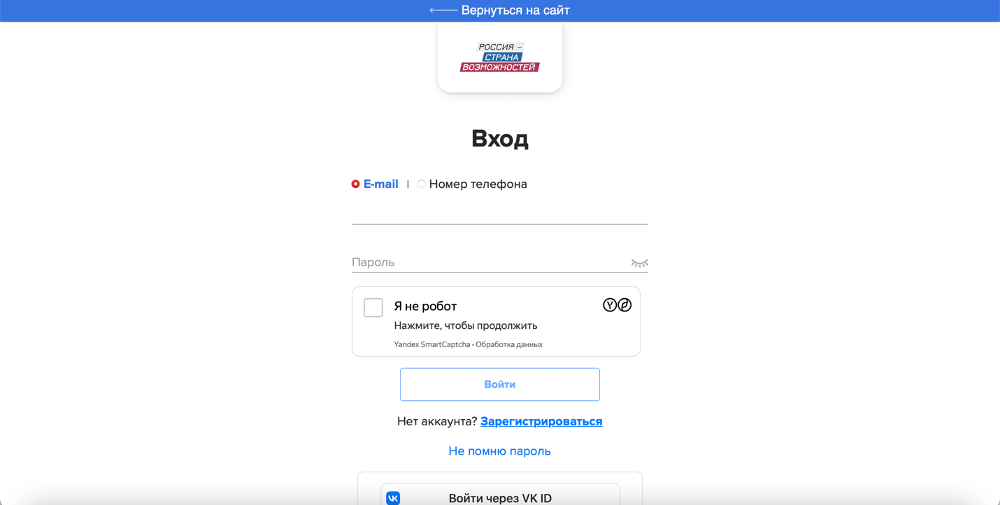 Вернуться на сайт
РОССИЯ –
СТРАНА
ВОЗМОЖНОСТЕЙ
Вход
E-mail | Номер телефона
Пароль
Я не робот
Нажмите, чтобы продолжить
Yandex SmartCaptcha • Обработка данных
Войти
Нет аккаунта? Зарегистрироваться
Не помню пароль
Войти через VK ID